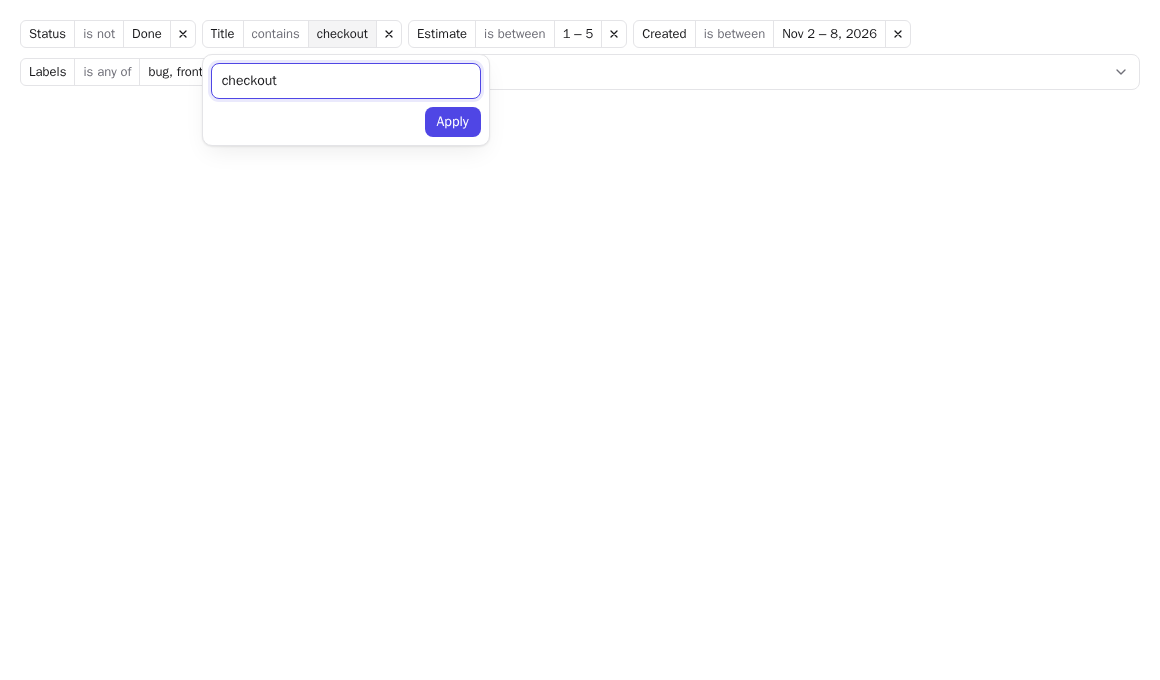 Status is not Done Title contains checkout Estimate is between 1 – 5 Created is between Nov 2 – 8, 2026
Labels is any of bug, front
checkout
Apply